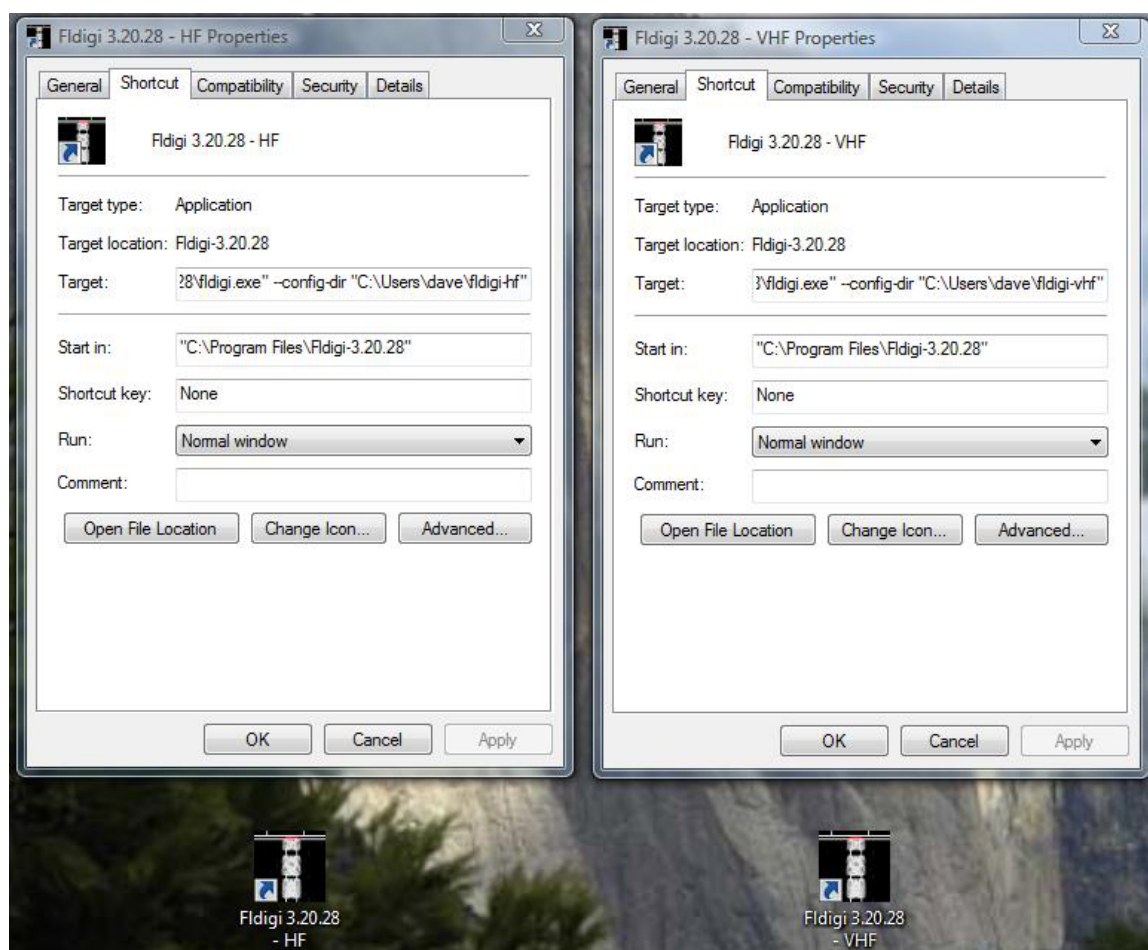 Fldigi 3.20.28 - HF Properties
General Shortcut Compatibility Security Details
Fldigi 3.20.28 - HF
Target type: Application
Target location: Fldigi-3.20.28
Target: 28\fldigi.exe" --config-dir "C:\Users\dave\fldigi-hf"
Start in: "C:\Program Files\Fldigi-3.20.28"
Shortcut key: None
Run: Normal window
Comment:
Open File Location Change Icon... Advanced...
OK Cancel Apply
Fldigi 3.20.28 - VHF Properties
General Shortcut Compatibility Security Details
Fldigi 3.20.28 - VHF
Target type: Application
Target location: Fldigi-3.20.28
Target: \fldigi.exe" --config-dir "C:\Users\dave\fldigi-vhf"
Start in: "C:\Program Files\Fldigi-3.20.28"
Shortcut key: None
Run: Normal window
Comment:
Open File Location Change Icon... Advanced...
OK Cancel Apply
Fldigi 3.20.28
- HF
Fldigi 3.20.28
- VHF